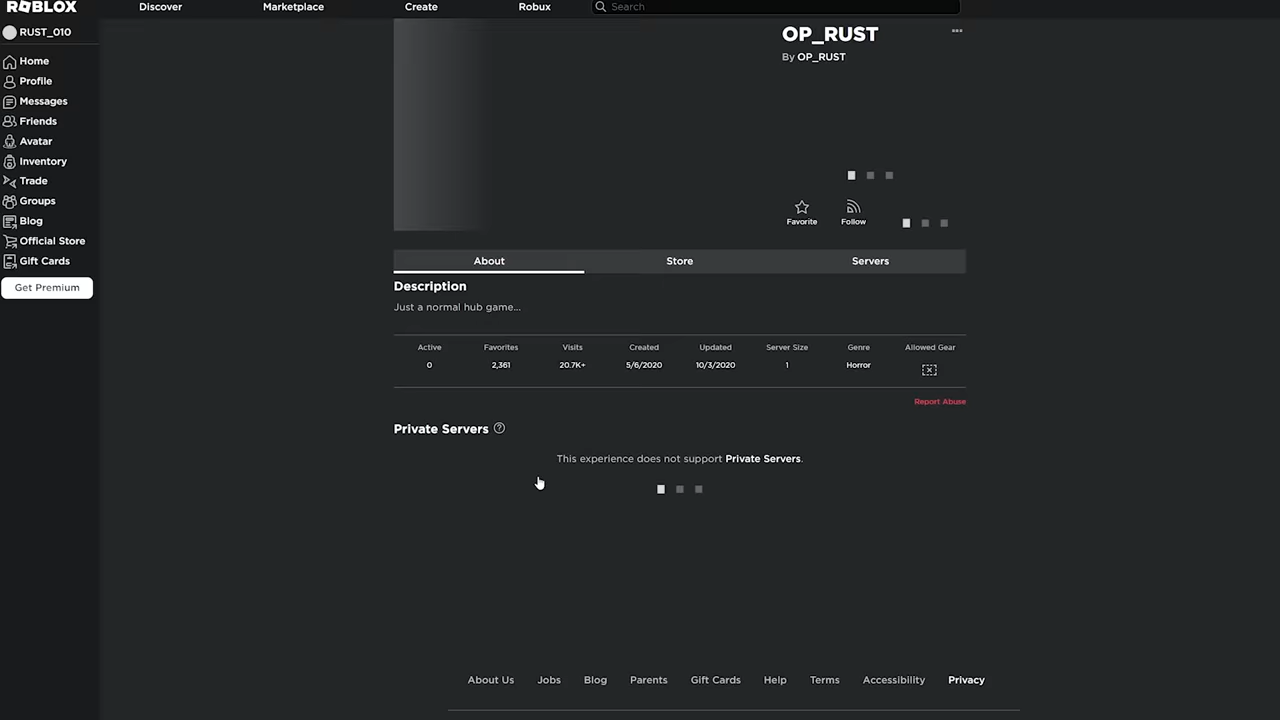 ROBLOX
Discover
Marketplace
Create
Robux
Search
RUST_010
Home
Profile
Messages
Friends
Avatar
Inventory
Trade
Groups
Blog
Official Store
Gift Cards
Get Premium
OP_RUST
By OP_RUST
Favorite
Follow
About
Store
Servers
Description
Just a normal hub game...
Active Favorites Visits Created Updated Server Size Genre Allowed Gear
0 2,361 20.7K+ 5/6/2020 10/3/2020 1 Horror
Report Abuse
Private Servers
This experience does not support Private Servers.
About Us Jobs Blog Parents Gift Cards Help Terms Accessibility Privacy